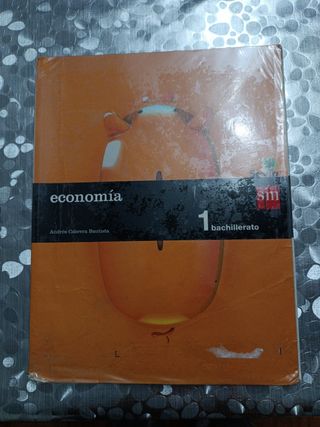 economía
sm
1 bachillerato
Andrés Cabrera Bautista
L